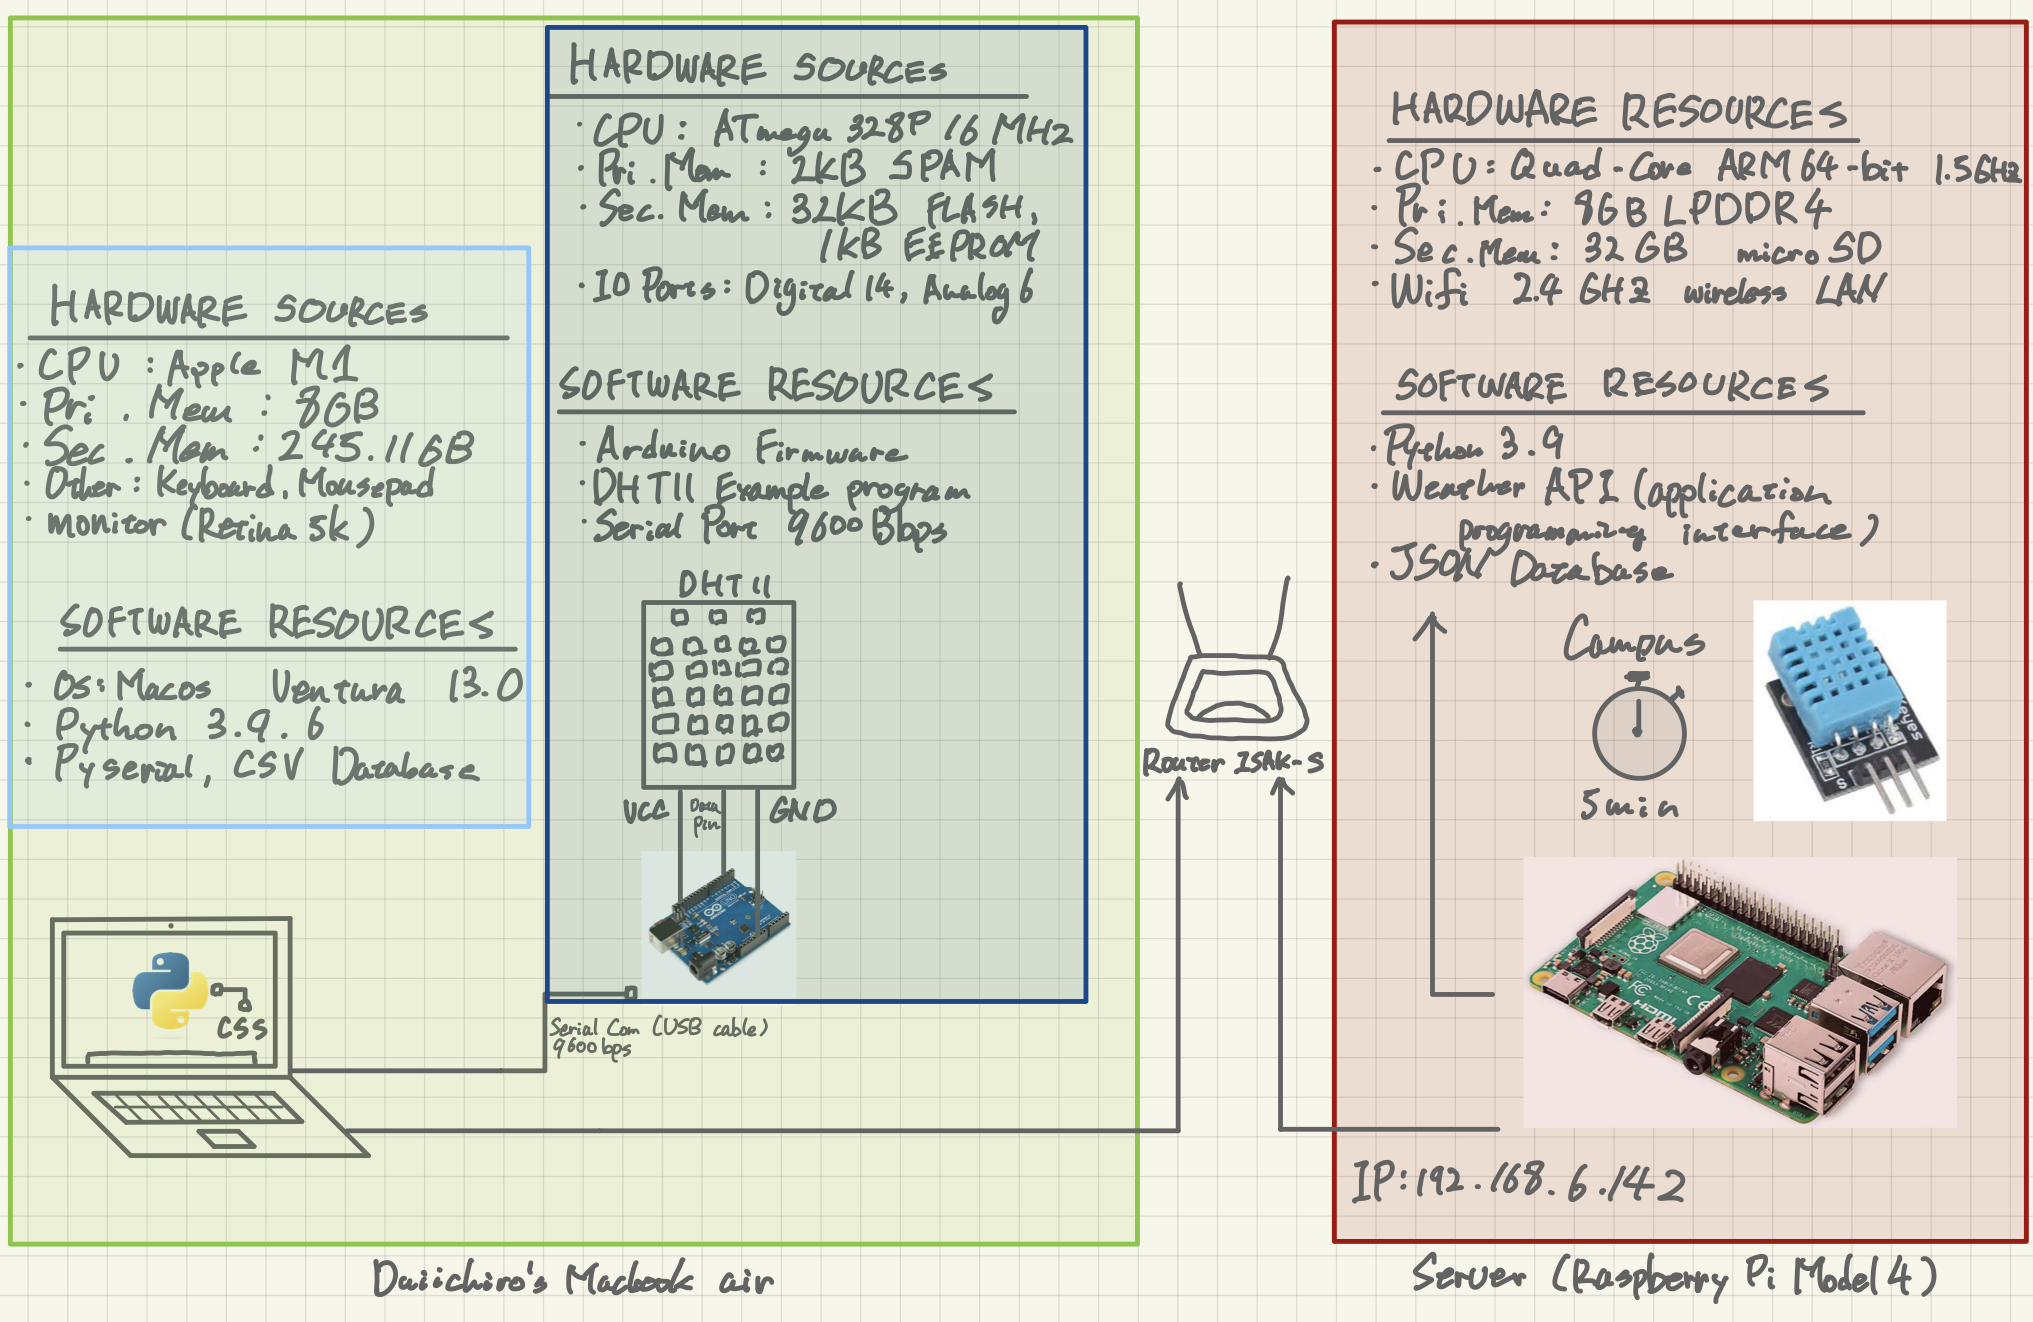 HARDWARE SOURCES
· CPU : Apple M1
· Pri. Mem : 8GB
· Sec. Mem : 245.11GB
· Other : Keyboard, Mousepad
· monitor (Retina 5k)
SOFTWARE RESOURCES
· OS: Macos Ventura 13.0
· Python 3.9.6
· Pyserial, CSV Database
CSS
HARDWARE SOURCES
· CPU : ATmega 328P 16 MHz
· Pri. Mem : 2KB SPAM
· Sec. Mem : 32KB FLASH,
1KB EEPROM
· IO Ports: Digital 14, Analog 6
SOFTWARE RESOURCES
· Arduino Firmware
· DHT11 Example program
· Serial Port 9600 Bbps
DHT11
VCC
Data
Pin
GND
Serial Com (USB cable)
9600 bps
Daiichiro's Macbook air
Router ISAK-S
HARDWARE RESOURCES
· CPU: Quad-Core ARM 64-bit 1.5GHz
· Pri. Mem: 8GB LPDDR4
· Sec. Mem: 32 GB micro SD
· Wifi 2.4 GHz wireless LAN
SOFTWARE RESOURCES
· Python 3.9
· Weather API (application
programming interface)
· JSON Database
Campus
5min
IP:192.168.6.142
Server (Raspberry Pi Model 4)